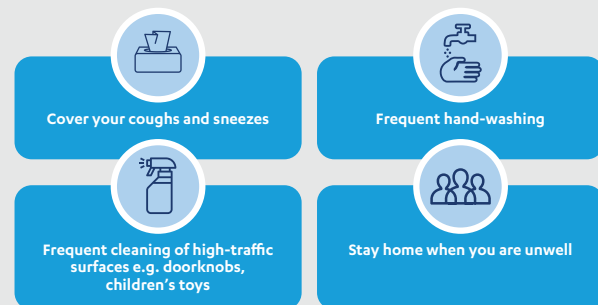 Cover your coughs and sneezes
Frequent hand-washing
Frequent cleaning of high-traffic
surfaces e.g. doorknobs,
children's toys
Stay home when you are unwell